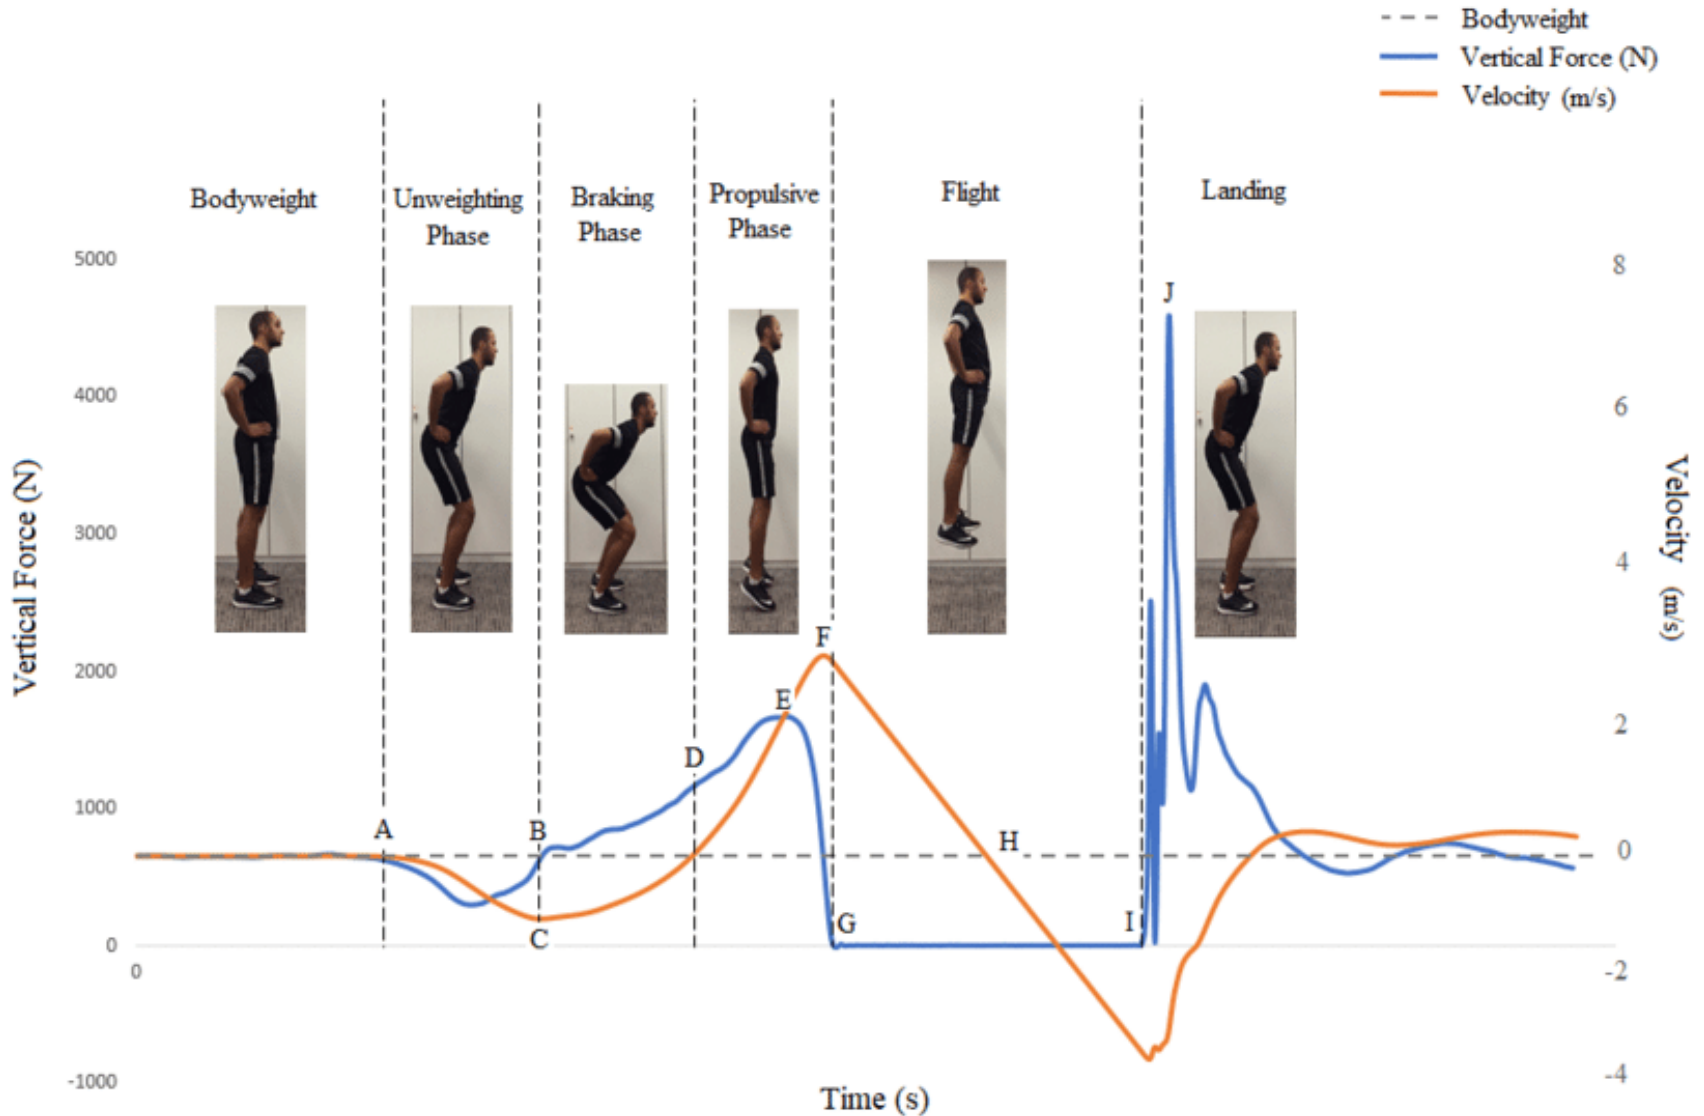 Bodyweight
Vertical Force (N)
Velocity (m/s)
Bodyweight
Unweighting
Phase
Braking
Phase
Propulsive
Phase
Flight
Landing
5000
4000
3000
2000
1000
0
-1000
0
8
6
4
2
0
-2
-4
Vertical Force (N)
Velocity (m/s)
A
B
C
D
E
F
G
H
I
J
Time (s)